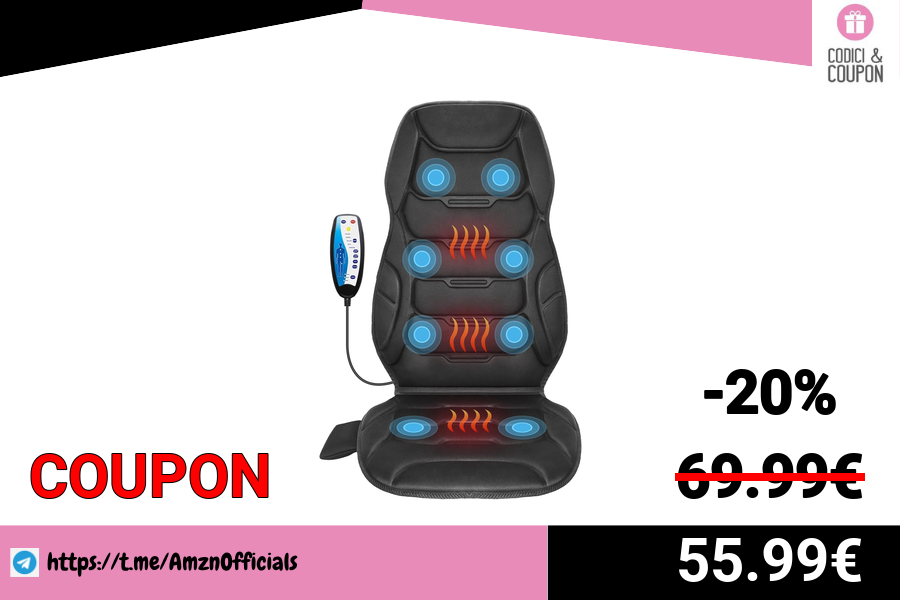 CODICI &
COUPON
-20%
COUPON
69.99€
https://t.me/AmznOfficials
55.99€